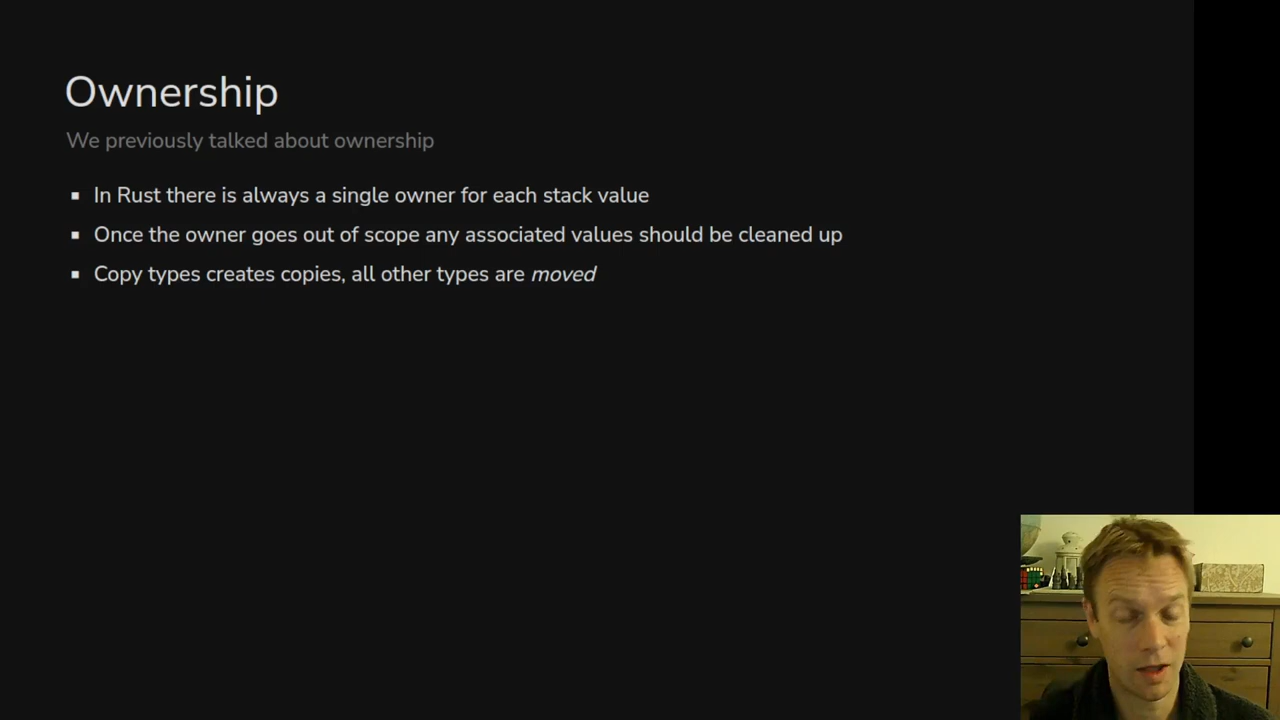 Ownership
We previously talked about ownership
▪ In Rust there is always a single owner for each stack value
▪ Once the owner goes out of scope any associated values should be cleaned up
▪ Copy types creates copies, all other types are moved